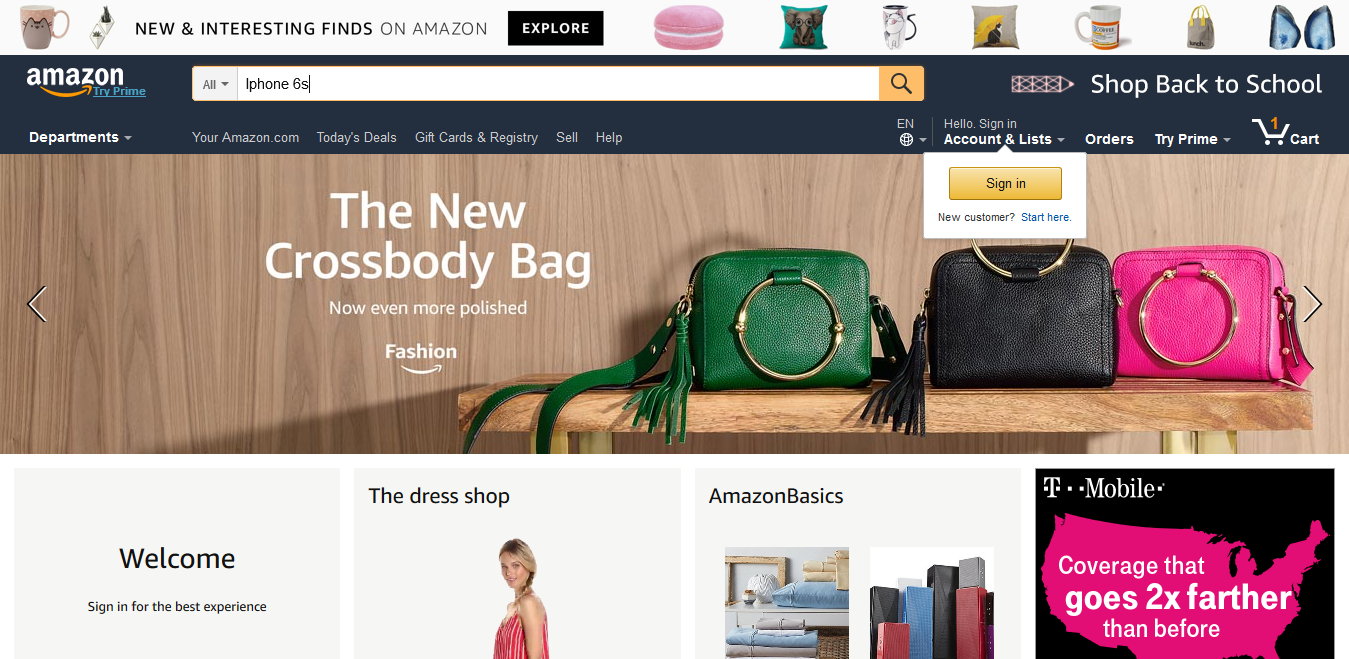 NEW & INTERESTING FINDS ON AMAZON EXPLORE
amazon
Try Prime
All Iphone 6s
Shop Back to School
Departments
Your Amazon.com Today's Deals Gift Cards & Registry Sell Help
EN
Hello. Sign in
Account & Lists
Orders
Try Prime
1
Cart
Sign in
New customer? Start here.
The New
Crossbody Bag
Now even more polished
Fashion
Welcome
Sign in for the best experience
The dress shop
AmazonBasics
T-Mobile
Coverage that
goes 2x farther
than before